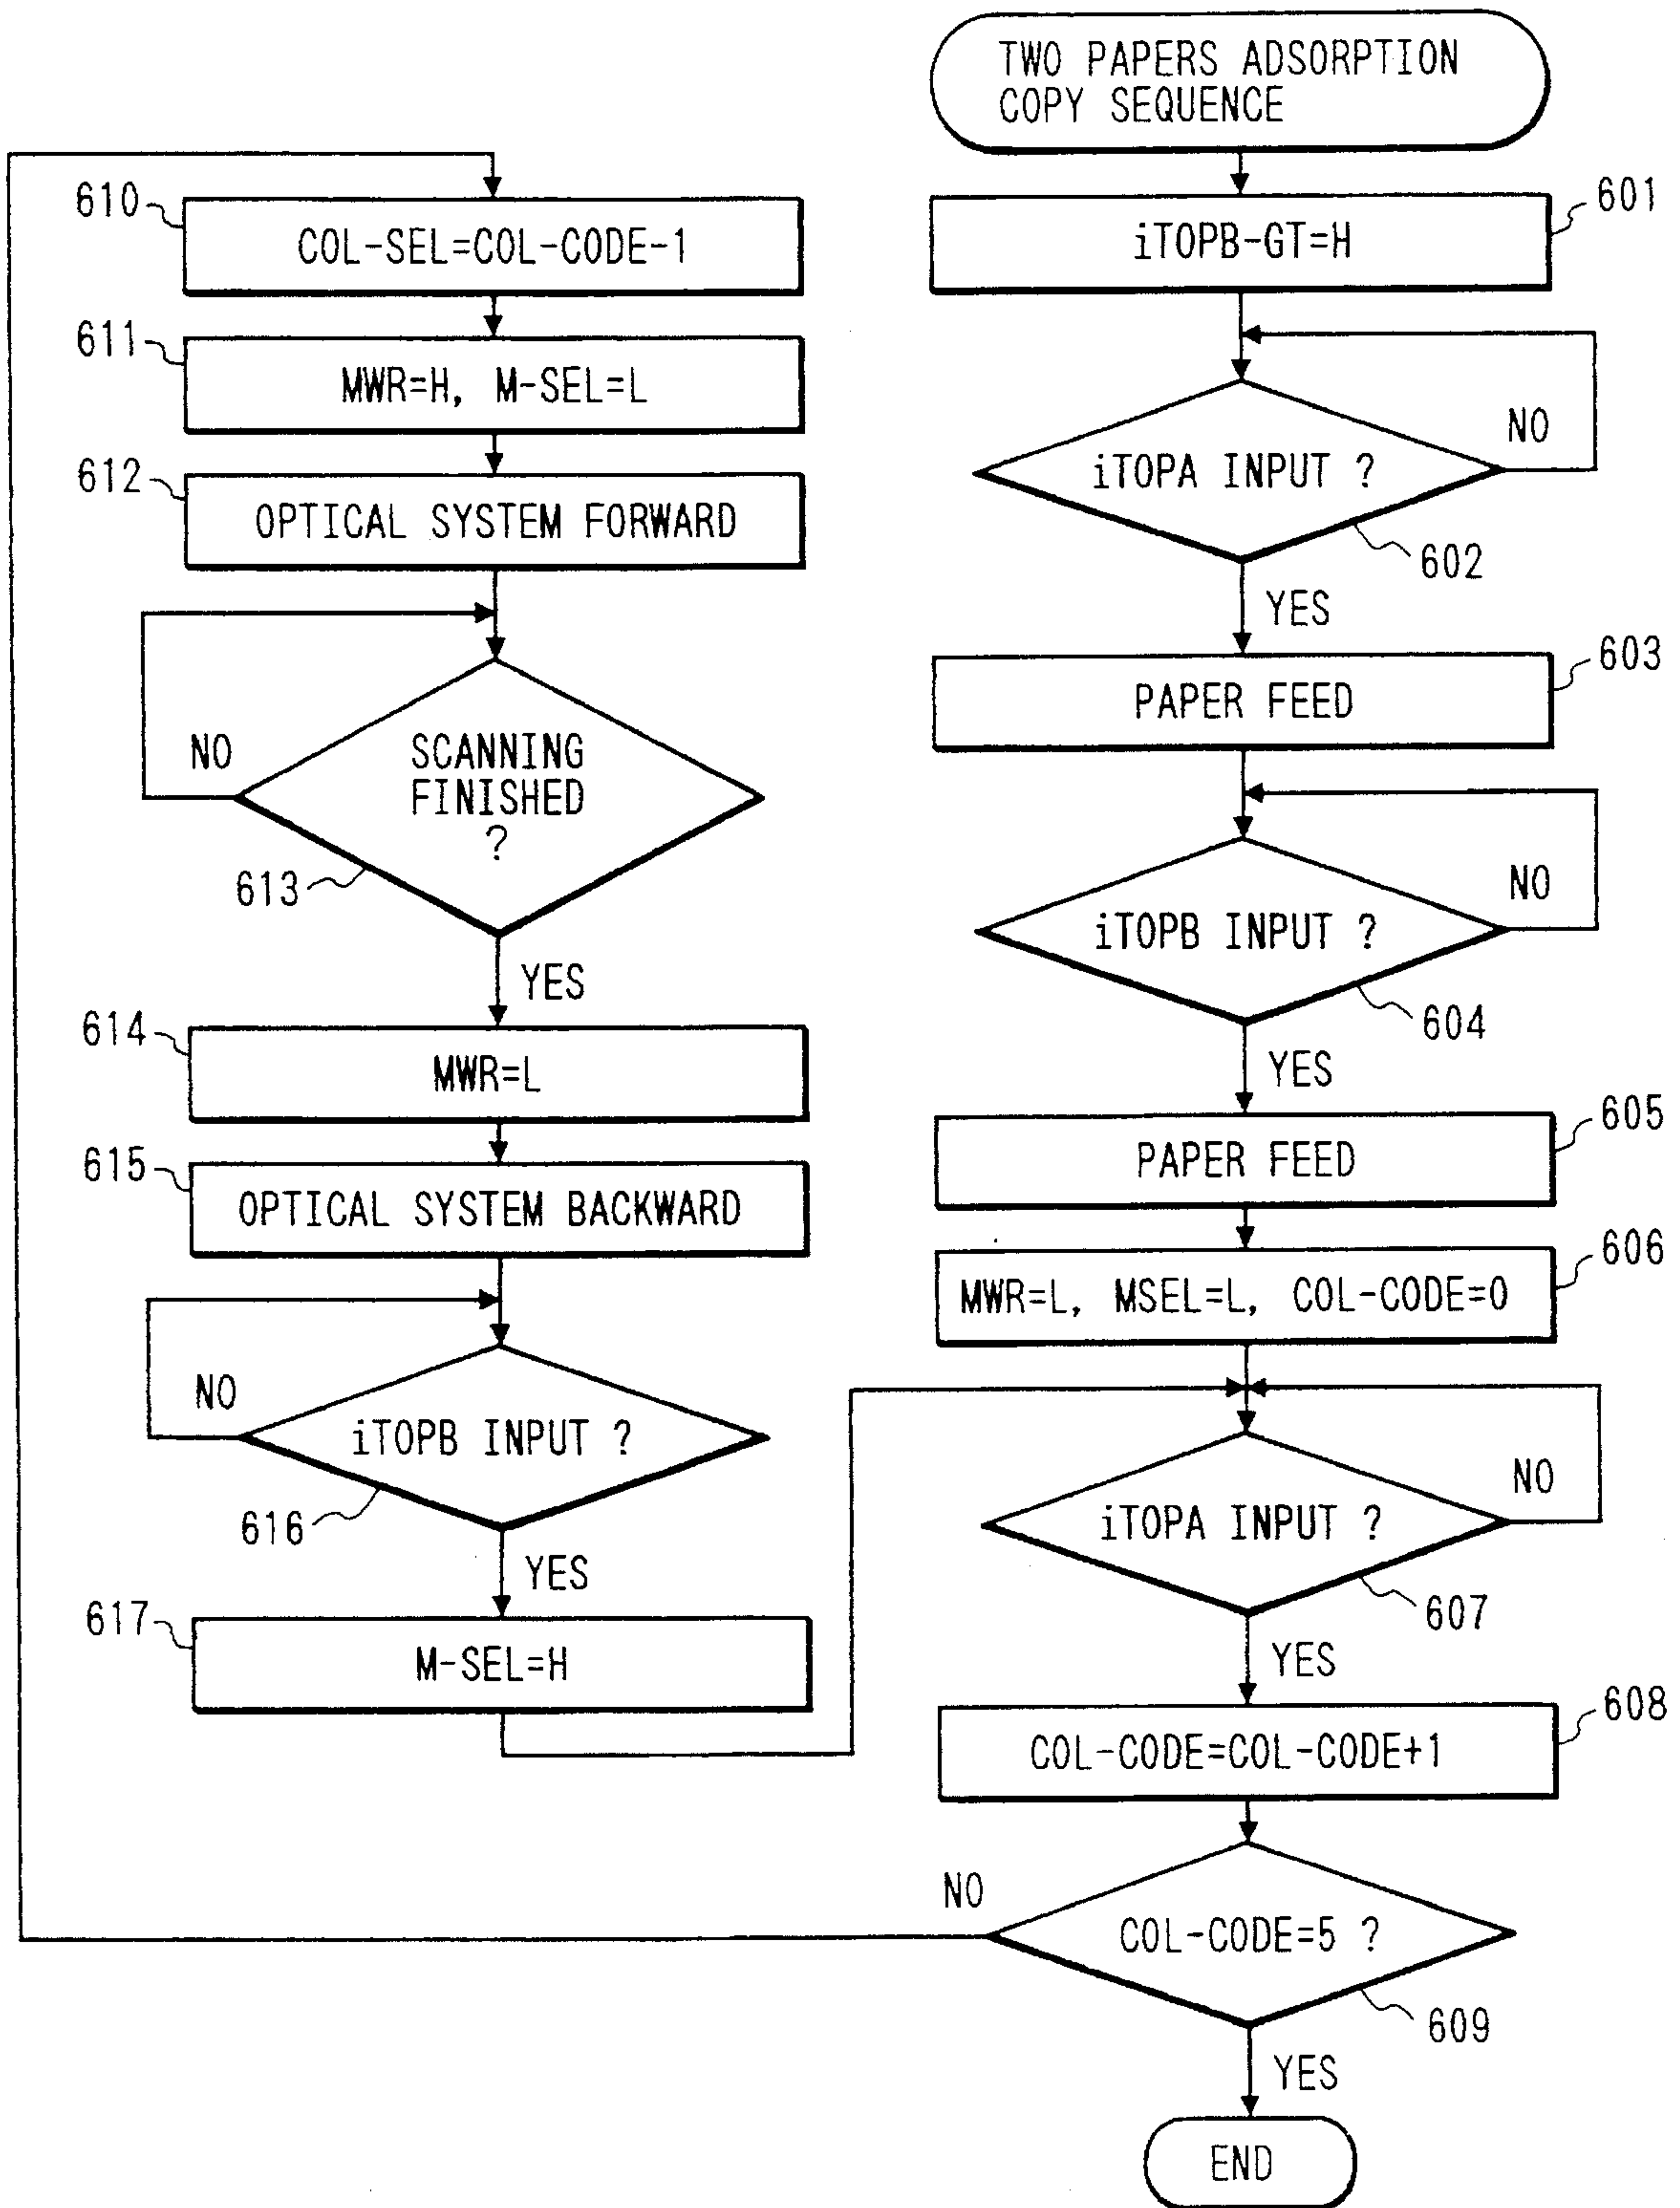 TWO PAPERS ADSORPTION
COPY SEQUENCE
601
iTOPB-GT=H
NO
iTOPA INPUT ?
602
YES
603
PAPER FEED
NO
iTOPB INPUT ?
604
YES
605
PAPER FEED
606
MWR=L, MSEL=L, COL-CODE=0
NO
iTOPA INPUT ?
607
YES
608
COL-CODE=COL-CODE+1
NO
COL-CODE=5 ?
609
YES
END
610
COL-SEL=COL-CODE-1
611
MWR=H, M-SEL=L
612
OPTICAL SYSTEM FORWARD
NO
SCANNING
FINISHED
?
613
YES
614
MWR=L
615
OPTICAL SYSTEM BACKWARD
NO
iTOPB INPUT ?
616
YES
617
M-SEL=H